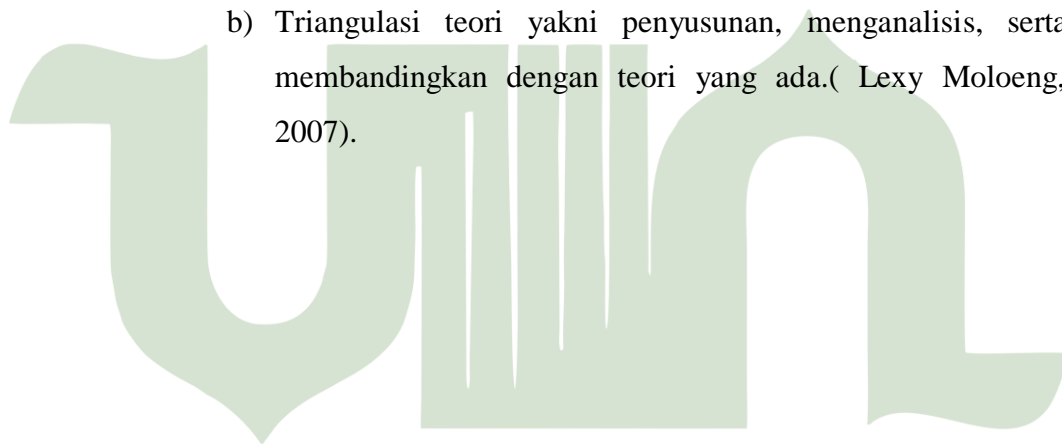 b) Triangulasi teori yakni penyusunan, menganalisis, serta
membandingkan dengan teori yang ada.( Lexy Moloeng,
2007).